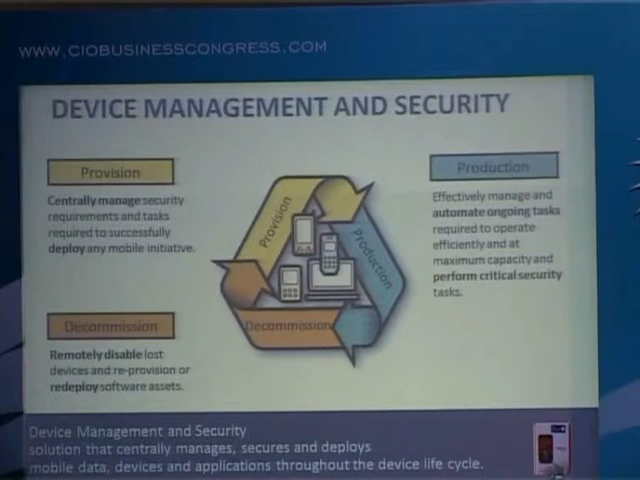 WWW.CIOBUSINESSCONGRESS.COM
DEVICE MANAGEMENT AND SECURITY
Provision
Centrally manage security
requirements and tasks
required to successfully
deploy any mobile initiative.
Production
Effectively manage and
automate ongoing tasks
required to operate
efficiently and at
maximum capacity and
perform critical security
tasks.
Provision
Production
Decommission
Decommission
Remotely disable lost
devices and re-provision or
redeploy software assets.
Device Management and Security
solution that centrally manages, secures and deploys
mobile data, devices and applications throughout the device life cycle.